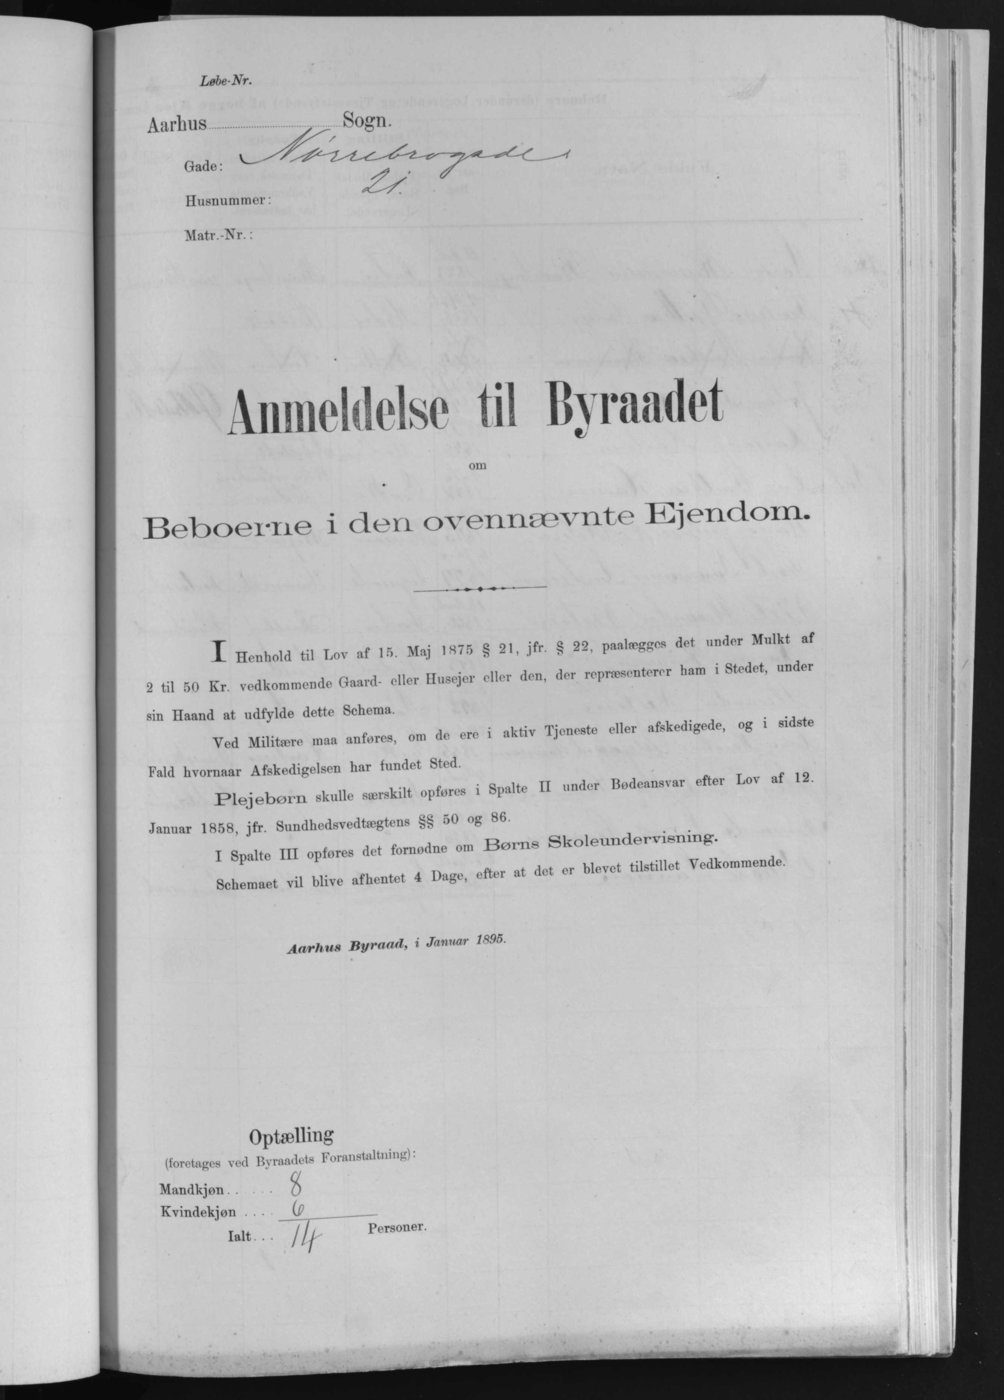 Løbe-Nr.
Aarhus Sogn.
Gade: Nørrebrogade
Husnummer: 21.
Matr.-Nr.:
Anmeldelse til Byraadet
om
Beboerne i den ovennævnte Ejendom.
I Henhold til Lov af 15. Maj 1875 § 21, jfr. § 22, paalægges det under Mulkt af
2 til 50 Kr. vedkommende Gaard- eller Husejer eller den, der repræsenterer ham i Stedet, under
sin Haand at udfylde dette Schema.
Ved Militære maa anføres, om de ere i aktiv Tjeneste eller afskedigede, og i sidste
Fald hvornaar Afskedigelsen har fundet Sted.
Plejebørn skulle særskilt opføres i Spalte II under Bødeansvar efter Lov af 12.
Januar 1858, jfr. Sundhedsvedtægtens §§ 50 og 86.
I Spalte III opføres det fornødne om Børns Skoleundervisning.
Schemaet vil blive afhentet 4 Dage, efter at det er blevet tilstillet Vedkommende.
Aarhus Byraad, i Januar 1895.
Optælling
(foretages ved Byraadets Foranstaltning):
Mandkjøn..... 8
Kvindekjøn .... 6
Ialt... 14 Personer.